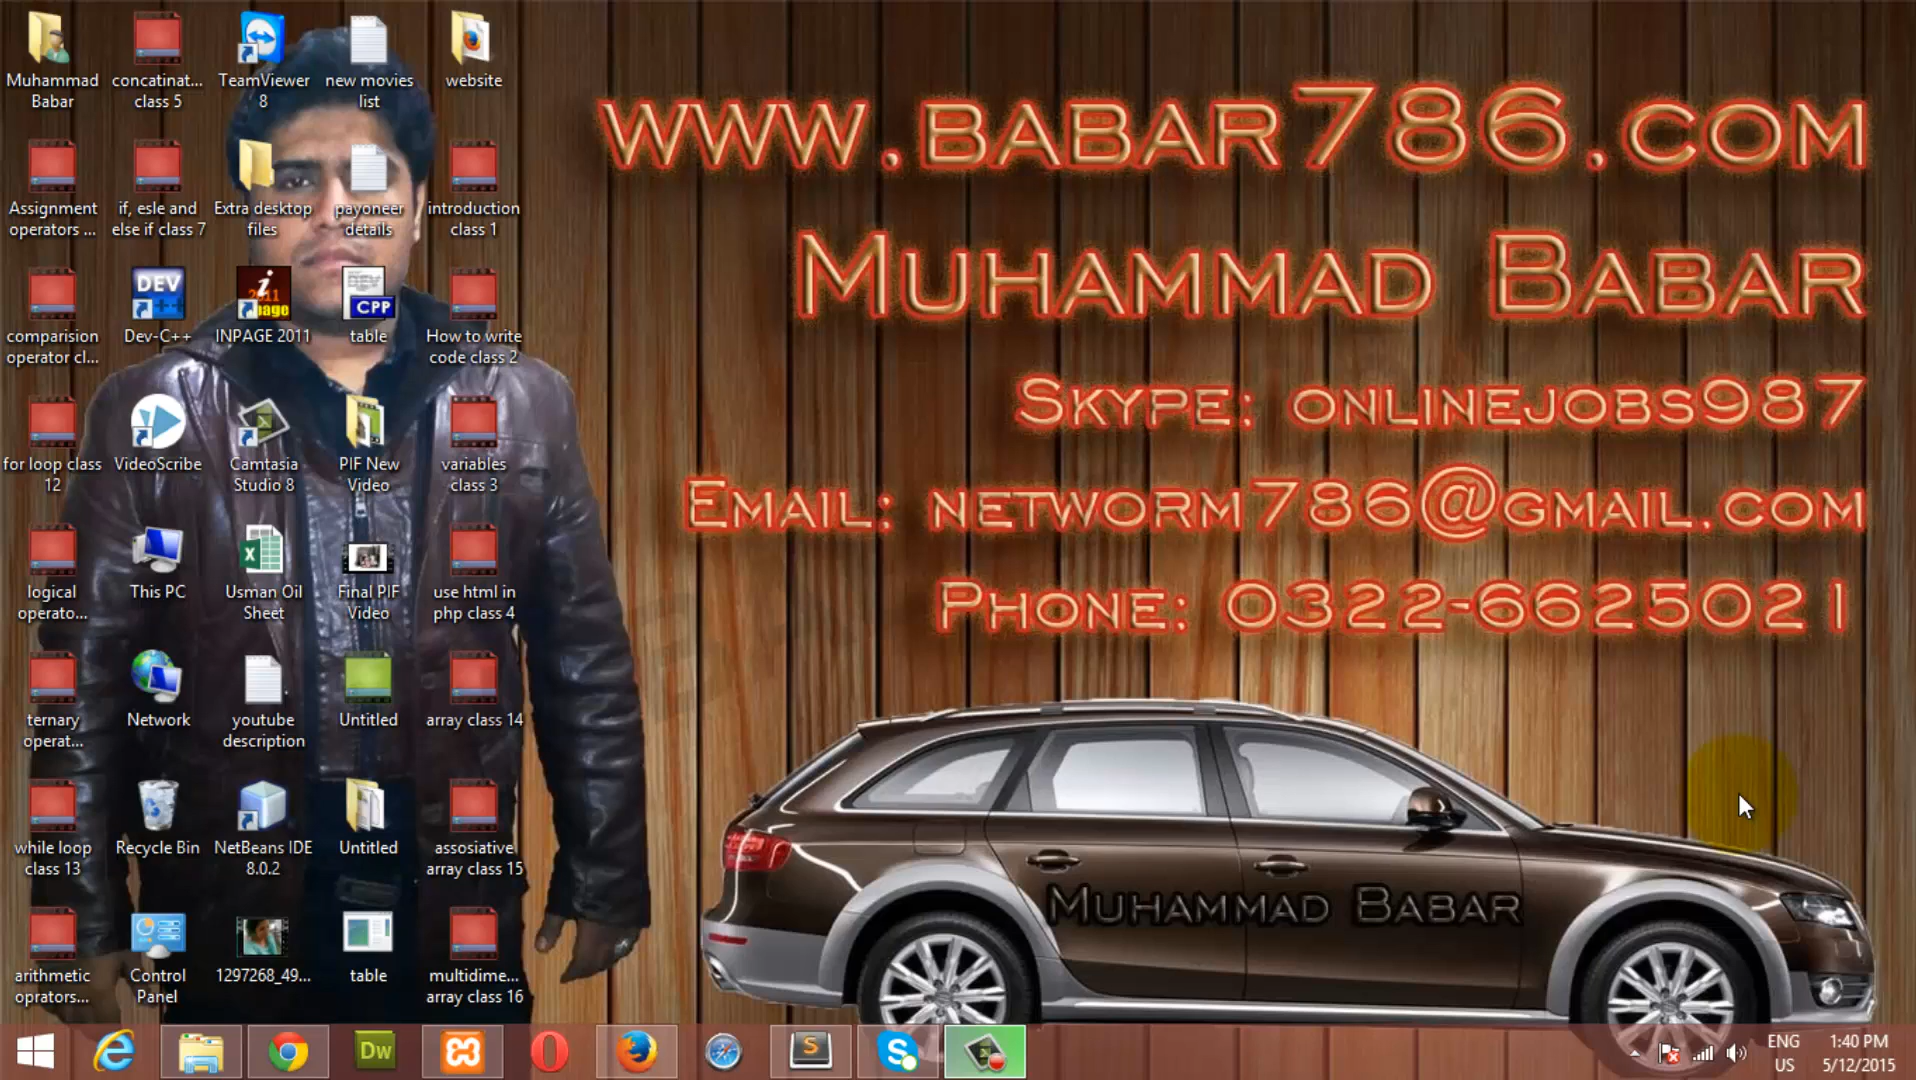 www.babar786.com
Muhammad Babar
Skype: onlinejobs987
Email: networm786@gmail.com
Phone: 0322-6625021
Muhammad Babar
Muhammad Babar
concatinat... class 5
TeamViewer 8
new movies list
website
Assignment operators ...
if, esle and else if class 7
Extra desktop files
payoneer details
introduction class 1
comparision operator cl...
DEV
Dev-C++
2011
INPAGE 2011
CPP
table
How to write code class 2
for loop class 12
VideoScribe
Camtasia Studio 8
PIF New Video
variables class 3
logical operato...
This PC
Usman Oil Sheet
Final PIF Video
use html in php class 4
ternary operat...
Network
youtube description
Untitled
array class 14
while loop class 13
Recycle Bin
NetBeans IDE 8.0.2
Untitled
assosiative array class 15
arithmetic oprators...
Control Panel
1297268_49...
table
multidime... array class 16
Dw
S
S
ENG
US
1:40 PM
5/12/2015